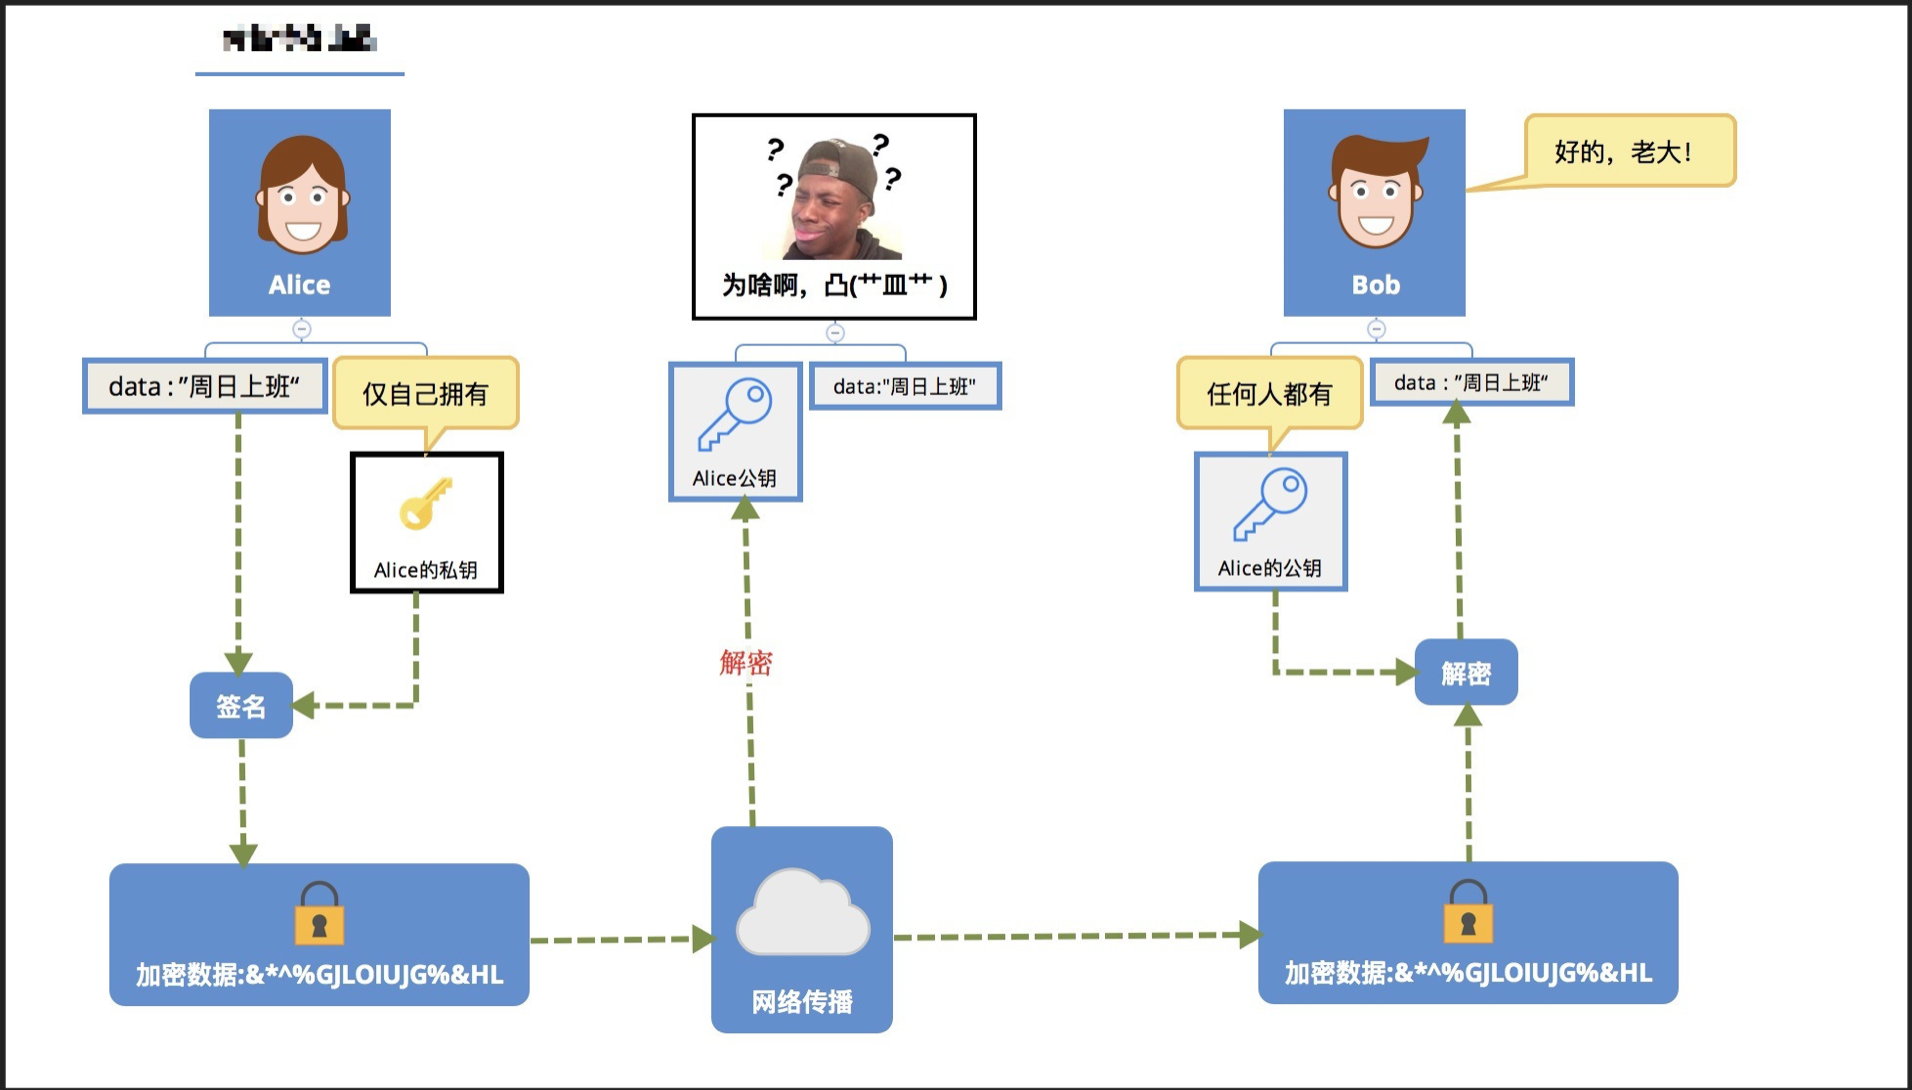 Alice
data :”周日上班“
仅自己拥有
Alice的私钥
签名
加密数据:&*^%GJLOIUJG%&HL
? ? ? ?
为啥啊，凸(艹皿艹 )
Alice公钥
data:"周日上班"
解密
网络传播
Bob
好的，老大！
任何人都有
data : ”周日上班“
Alice的公钥
解密
加密数据:&*^%GJLOIUJG%&HL